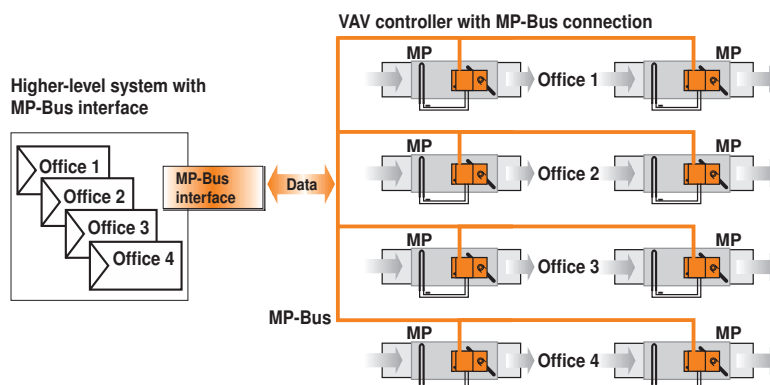 VAV controller with MP-Bus connection
MP MP
Office 1
Higher-level system with
MP-Bus interface
Office 1
Office 2
Office 3
Office 4
MP-Bus
interface
Data
MP MP
Office 2
MP MP
Office 3
MP-Bus
MP MP
Office 4